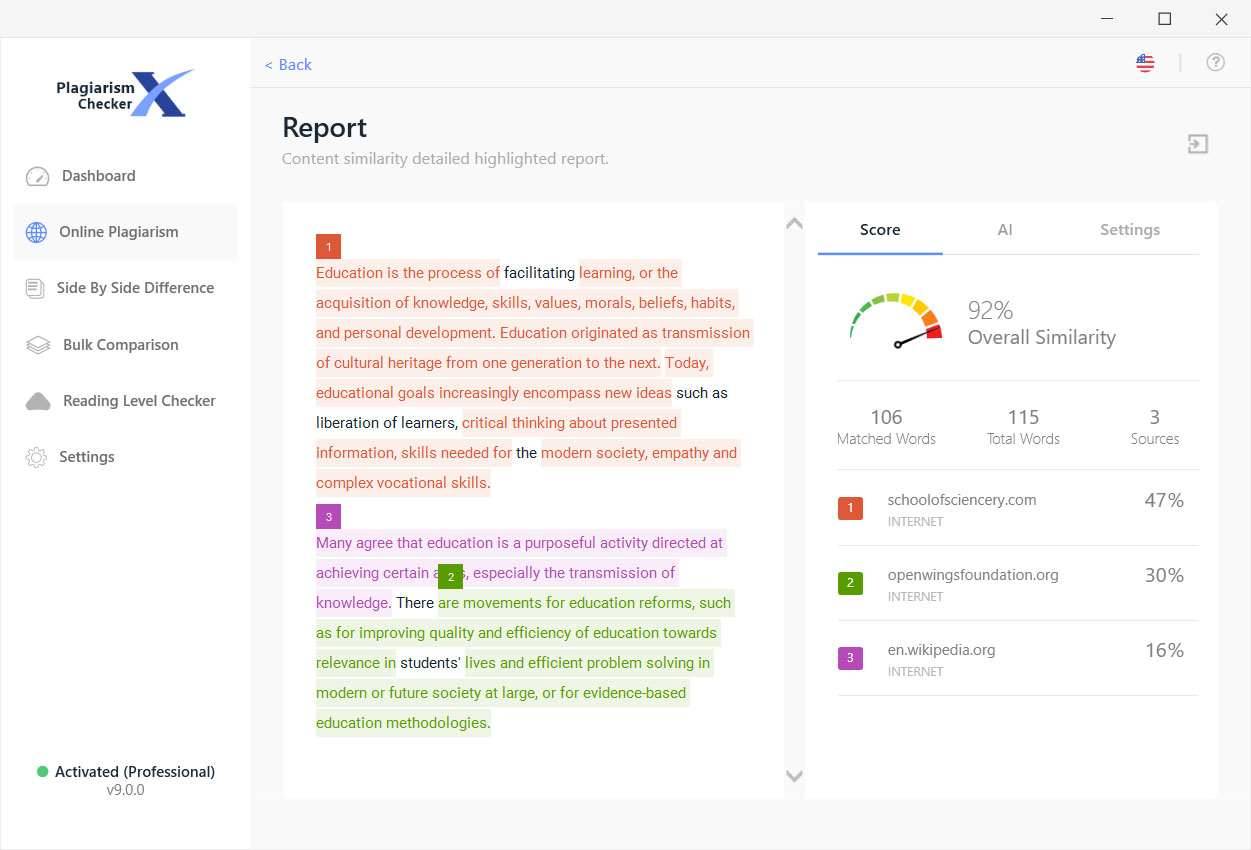 Plagiarism
Checker X
Dashboard
Online Plagiarism
Side By Side Difference
Bulk Comparison
Reading Level Checker
Settings
Activated (Professional)
v9.0.0
< Back
?
Report
Content similarity detailed highlighted report.
1
Education is the process of facilitating learning, or the
acquisition of knowledge, skills, values, morals, beliefs, habits,
and personal development. Education originated as transmission
of cultural heritage from one generation to the next. Today,
educational goals increasingly encompass new ideas such as
liberation of learners, critical thinking about presented
information, skills needed for the modern society, empathy and
complex vocational skills.
3
Many agree that education is a purposeful activity directed at
achieving certain 2, especially the transmission of
knowledge. There are movements for education reforms, such
as for improving quality and efficiency of education towards
relevance in students' lives and efficient problem solving in
modern or future society at large, or for evidence-based
education methodologies.
Score AI Settings
92%
Overall Similarity
106 115 3
Matched Words Total Words Sources
1 schoolofsciencery.com 47%
INTERNET
2 openwingsfoundation.org 30%
INTERNET
3 en.wikipedia.org 16%
INTERNET